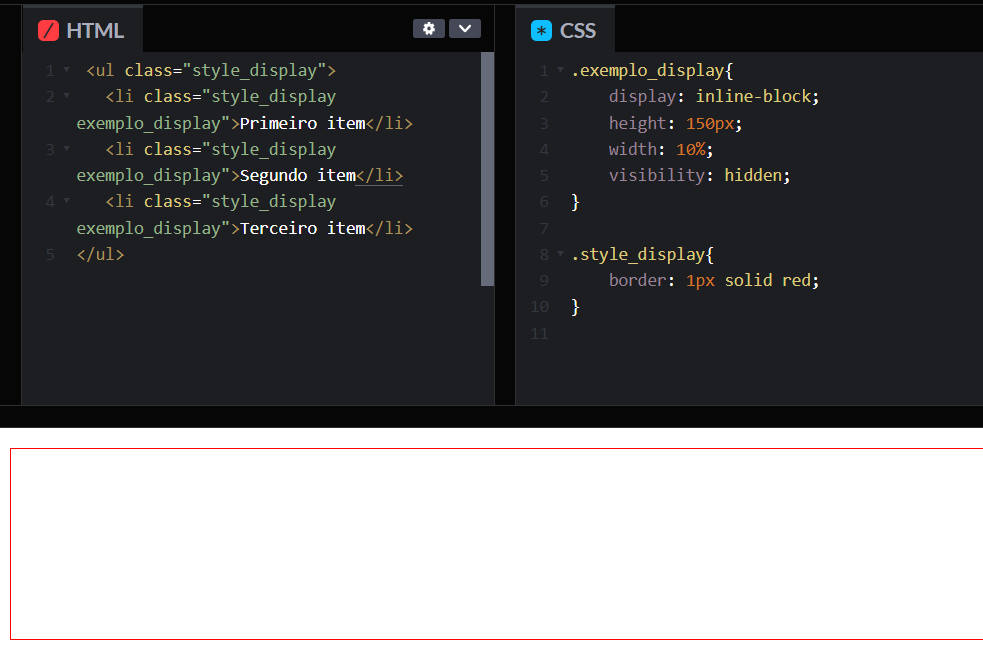 HTML
1 <ul class="style_display">
2 <li class="style_display
exemplo_display">Primeiro item</li>
3 <li class="style_display
exemplo_display">Segundo item</li>
4 <li class="style_display
exemplo_display">Terceiro item</li>
5 </ul>
CSS
1 .exemplo_display{
2 display: inline-block;
3 height: 150px;
4 width: 10%;
5 visibility: hidden;
6 }
7
8 .style_display{
9 border: 1px solid red;
10 }
11